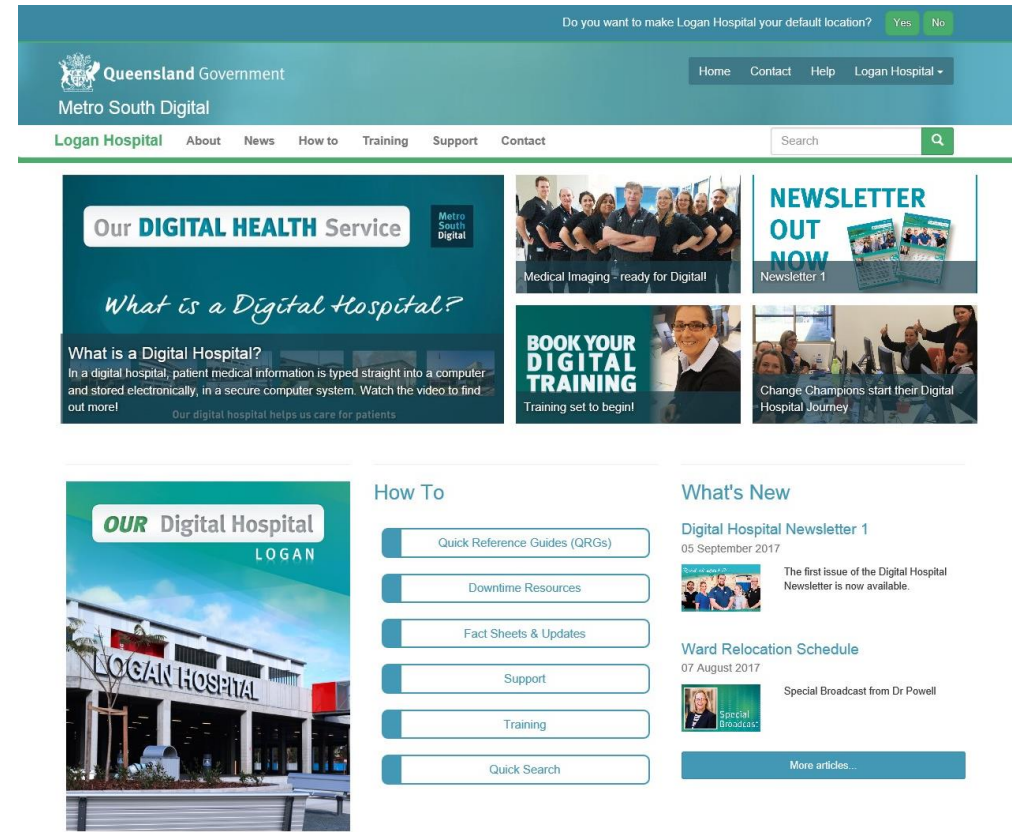 Do you want to make Logan Hospital your default location? Yes No
Queensland Government
Home Contact Help Logan Hospital
Metro South Digital
Logan Hospital About News How to Training Support Contact Search
Our DIGITAL HEALTH Service
Metro
South
Digital
What is a Digital Hospital?
What is a Digital Hospital?
In a digital hospital, patient medical information is typed straight into a computer
and stored electronically, in a secure computer system. Watch the video to find
out more!
Our digital hospital helps us care for patients
Medical Imaging - ready for Digital!
NEWSLETTER
OUT
NOW
Newsletter 1
BOOK YOUR
DIGITAL
TRAINING
Training set to begin!
Change Champions start their Digital
Hospital Journey
OUR Digital Hospital
LOGAN
LOGAN HOSPITAL
How To
Quick Reference Guides (QRGs)
Downtime Resources
Fact Sheets & Updates
Support
Training
Quick Search
What's New
Digital Hospital Newsletter 1
05 September 2017
The first issue of the Digital Hospital
Newsletter is now available.
Ward Relocation Schedule
07 August 2017
Special
Broadcast
Special Broadcast from Dr Powell
More articles...